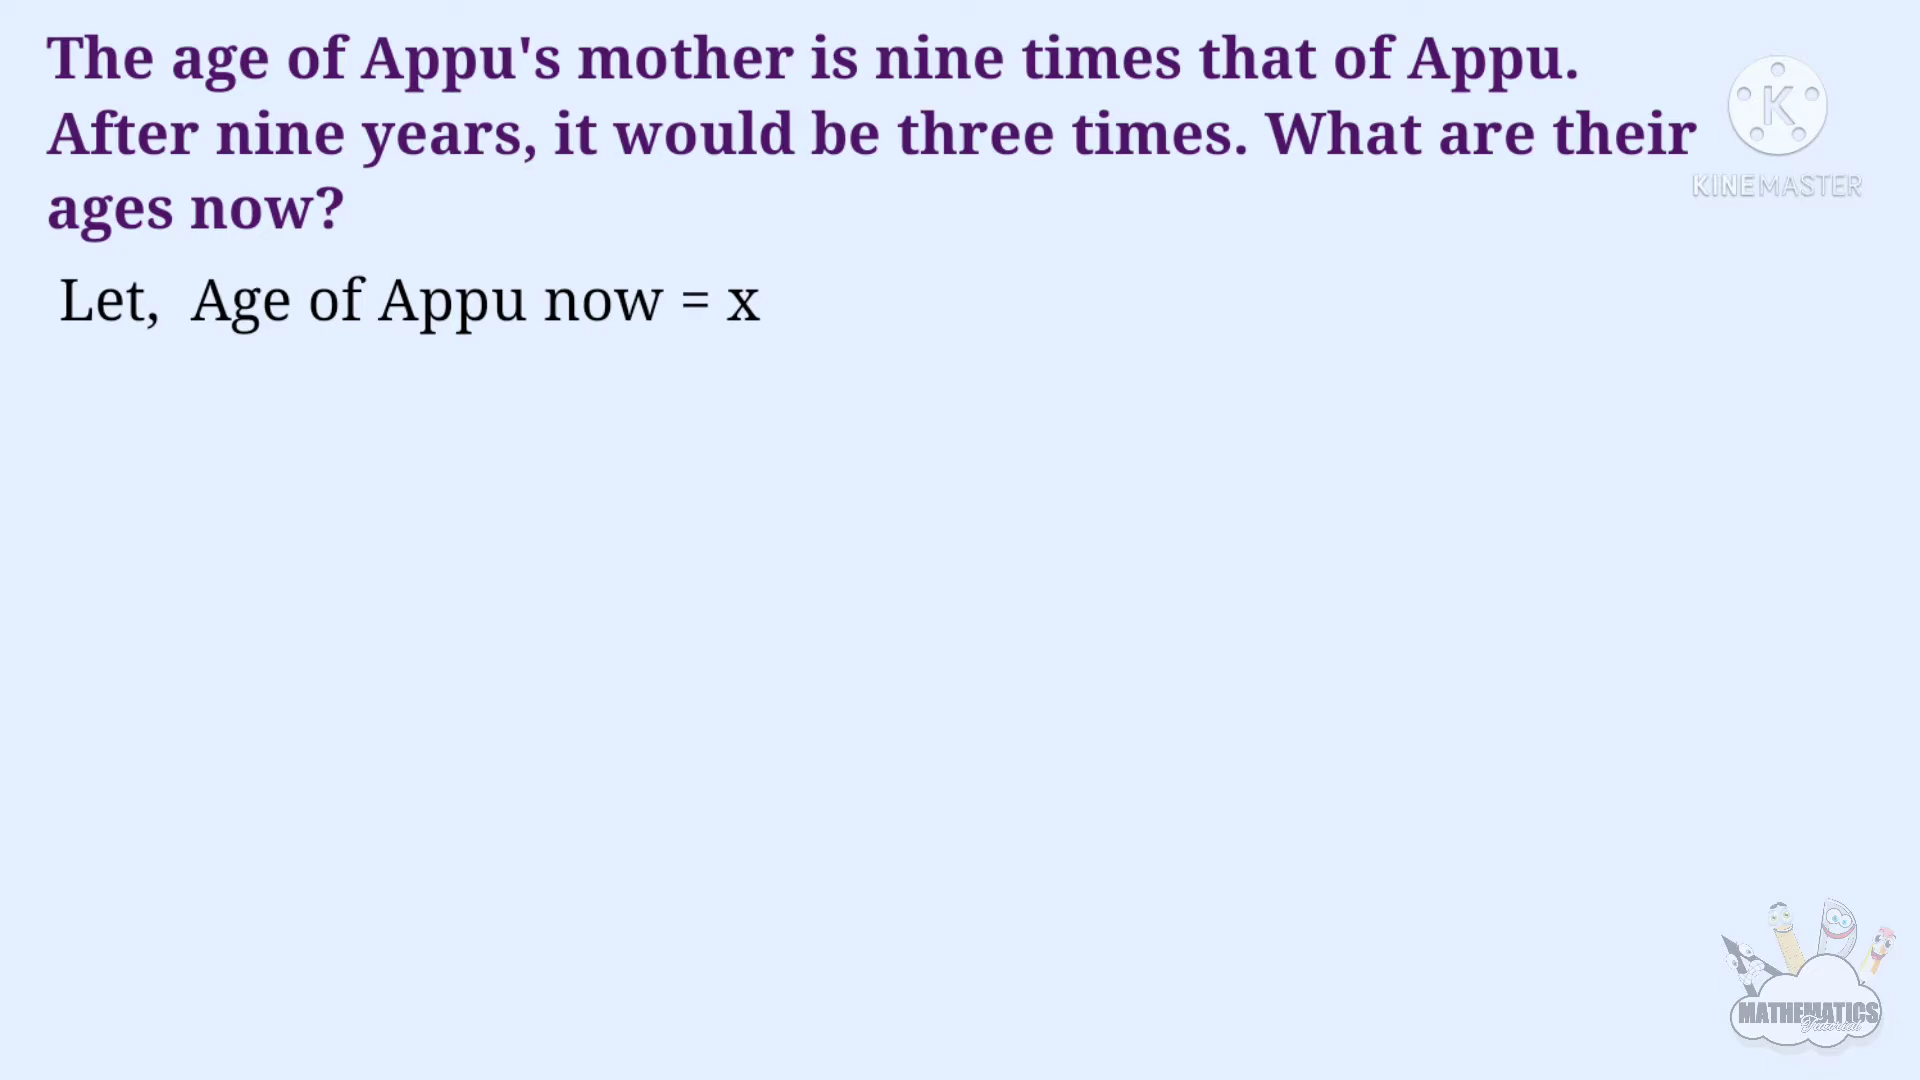 The age of Appu's mother is nine times that of Appu.
After nine years, it would be three times. What are their
ages now?
Let, Age of Appu now = x
K
KINEMASTER
MATHEMATICS
Tutorial